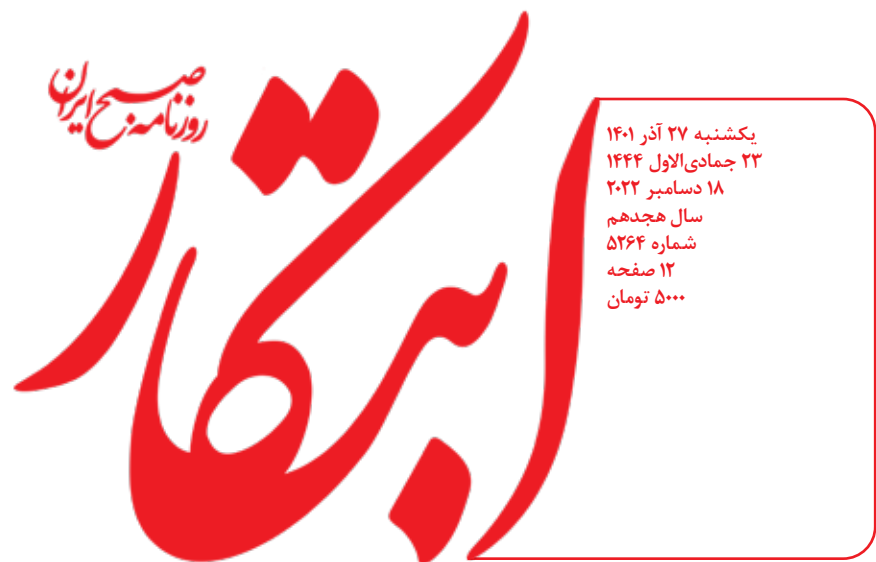 ابتکار
روزنامه صبح ایران
یکشنبه ۲۷ آذر ۱۴۰۱
۲۳ جمادی‌الاول ۱۴۴۴
۱۸ دسامبر ۲۰۲۲
سال هجدهم
شماره ۵۲۶۴
۱۲ صفحه
۵۰۰۰ تومان